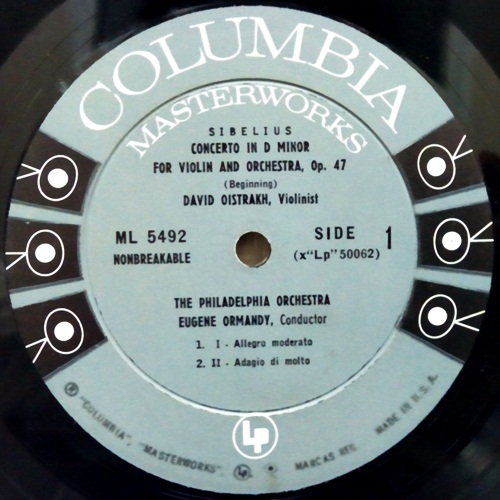 COLUMBIA
MASTERWORKS
SIBELIUS
CONCERTO IN D MINOR
FOR VIOLIN AND ORCHESTRA, Op. 47
(Beginning)
DAVID OISTRAKH, Violinist
ML 5492
NONBREAKABLE
SIDE 1
(x"Lp"50062)
THE PHILADELPHIA ORCHESTRA
EUGENE ORMANDY, Conductor
1. I - Allegro moderato
2. II - Adagio di molto
® "COLUMBIA", "MASTERWORKS", LP ® MARCAS REG. MADE IN U.S.A.